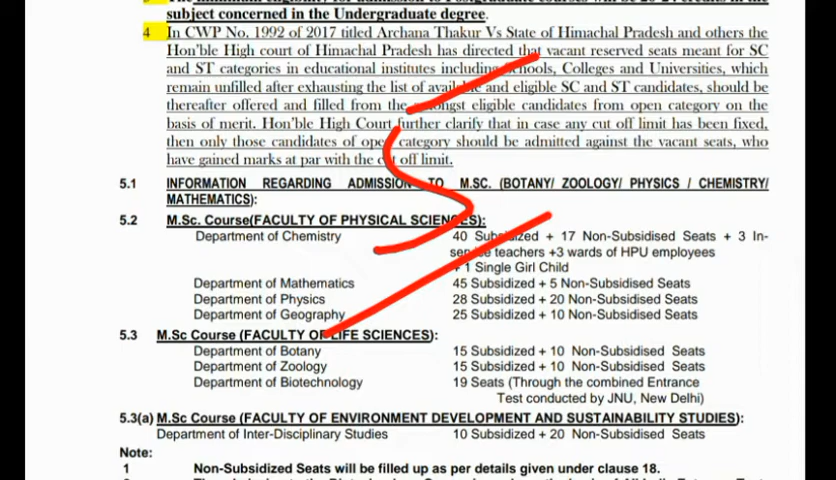 subject concerned in the Undergraduate degree.
4 In CWP No. 1992 of 2017 titled Archana Thakur Vs State of Himachal Pradesh and others the
Hon'ble High court of Himachal Pradesh has directed that vacant reserved seats meant for SC
and ST categories in educational institutes including Schools, Colleges and Universities, which
remain unfilled after exhausting the list of available and eligible SC and ST candidates, should be
thereafter offered and filled from the amongst eligible candidates from open category on the
basis of merit. Hon'ble High Court further clarify that in case any cut off limit has been fixed,
then only those candidates of open category should be admitted against the vacant seats, who
have gained marks at par with the cut off limit.
5.1 INFORMATION REGARDING ADMISSION TO M.SC. (BOTANY/ ZOOLOGY/ PHYSICS / CHEMISTRY/
MATHEMATICS):
5.2 M.Sc. Course(FACULTY OF PHYSICAL SCIENCES):
Department of Chemistry 40 Subsidized + 17 Non-Subsidised Seats + 3 In-
service teachers +3 wards of HPU employees
+ 1 Single Girl Child
Department of Mathematics 45 Subsidized + 5 Non-Subsidised Seats
Department of Physics 28 Subsidized + 20 Non-Subsidised Seats
Department of Geography 25 Subsidized + 10 Non-Subsidised Seats
5.3 M.Sc Course (FACULTY OF LIFE SCIENCES):
Department of Botany 15 Subsidized + 10 Non-Subsidised Seats
Department of Zoology 15 Subsidized + 10 Non-Subsidised Seats
Department of Biotechnology 19 Seats (Through the combined Entrance
Test conducted by JNU, New Delhi)
5.3(a) M.Sc Course (FACULTY OF ENVIRONMENT DEVELOPMENT AND SUSTAINABILITY STUDIES):
Department of Inter-Disciplinary Studies 10 Subsidized + 20 Non-Subsidised Seats
Note:
1 Non-Subsidized Seats will be filled up as per details given under clause 18.